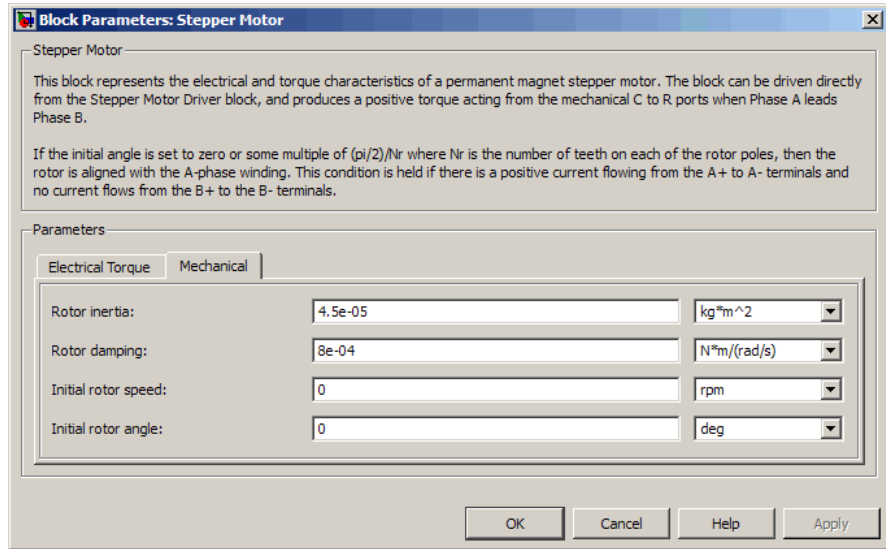 Block Parameters: Stepper Motor
Stepper Motor
This block represents the electrical and torque characteristics of a permanent magnet stepper motor. The block can be driven directly
from the Stepper Motor Driver block, and produces a positive torque acting from the mechanical C to R ports when Phase A leads
Phase B.
If the initial angle is set to zero or some multiple of (pi/2)/Nr where Nr is the number of teeth on each of the rotor poles, then the
rotor is aligned with the A-phase winding. This condition is held if there is a positive current flowing from the A+ to A- terminals and
no current flows from the B+ to the B- terminals.
Parameters
Electrical Torque Mechanical
Rotor inertia: 4.5e-05 kg*m^2
Rotor damping: 8e-04 N*m/(rad/s)
Initial rotor speed: 0 rpm
Initial rotor angle: 0 deg
OK Cancel Help Apply